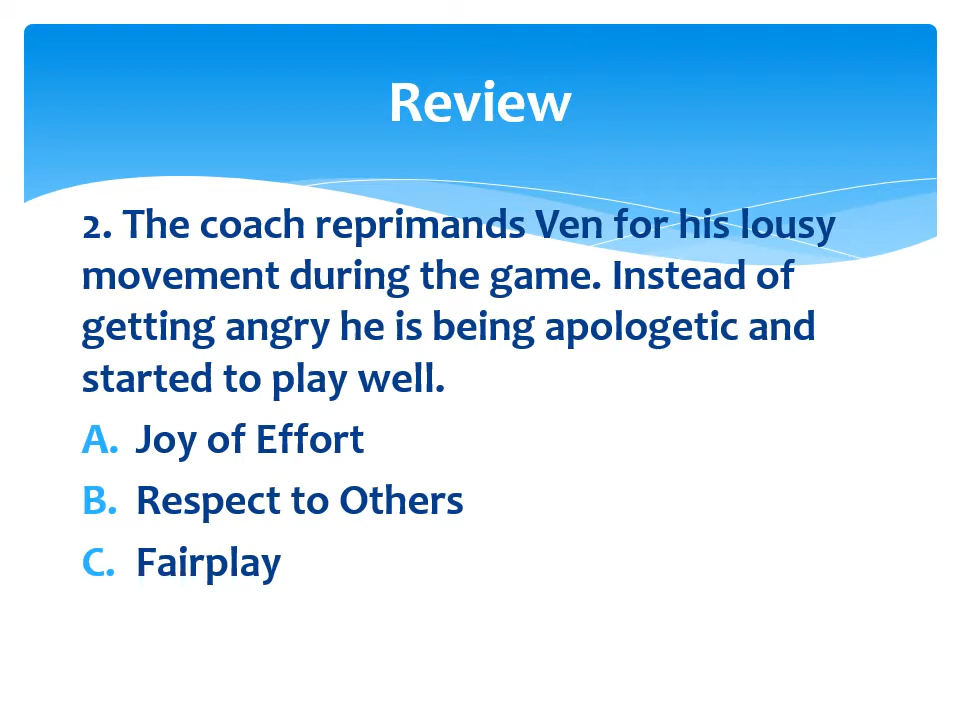 Review
2. The coach reprimands Ven for his lousy
movement during the game. Instead of
getting angry he is being apologetic and
started to play well.
A. Joy of Effort
B. Respect to Others
C. Fairplay